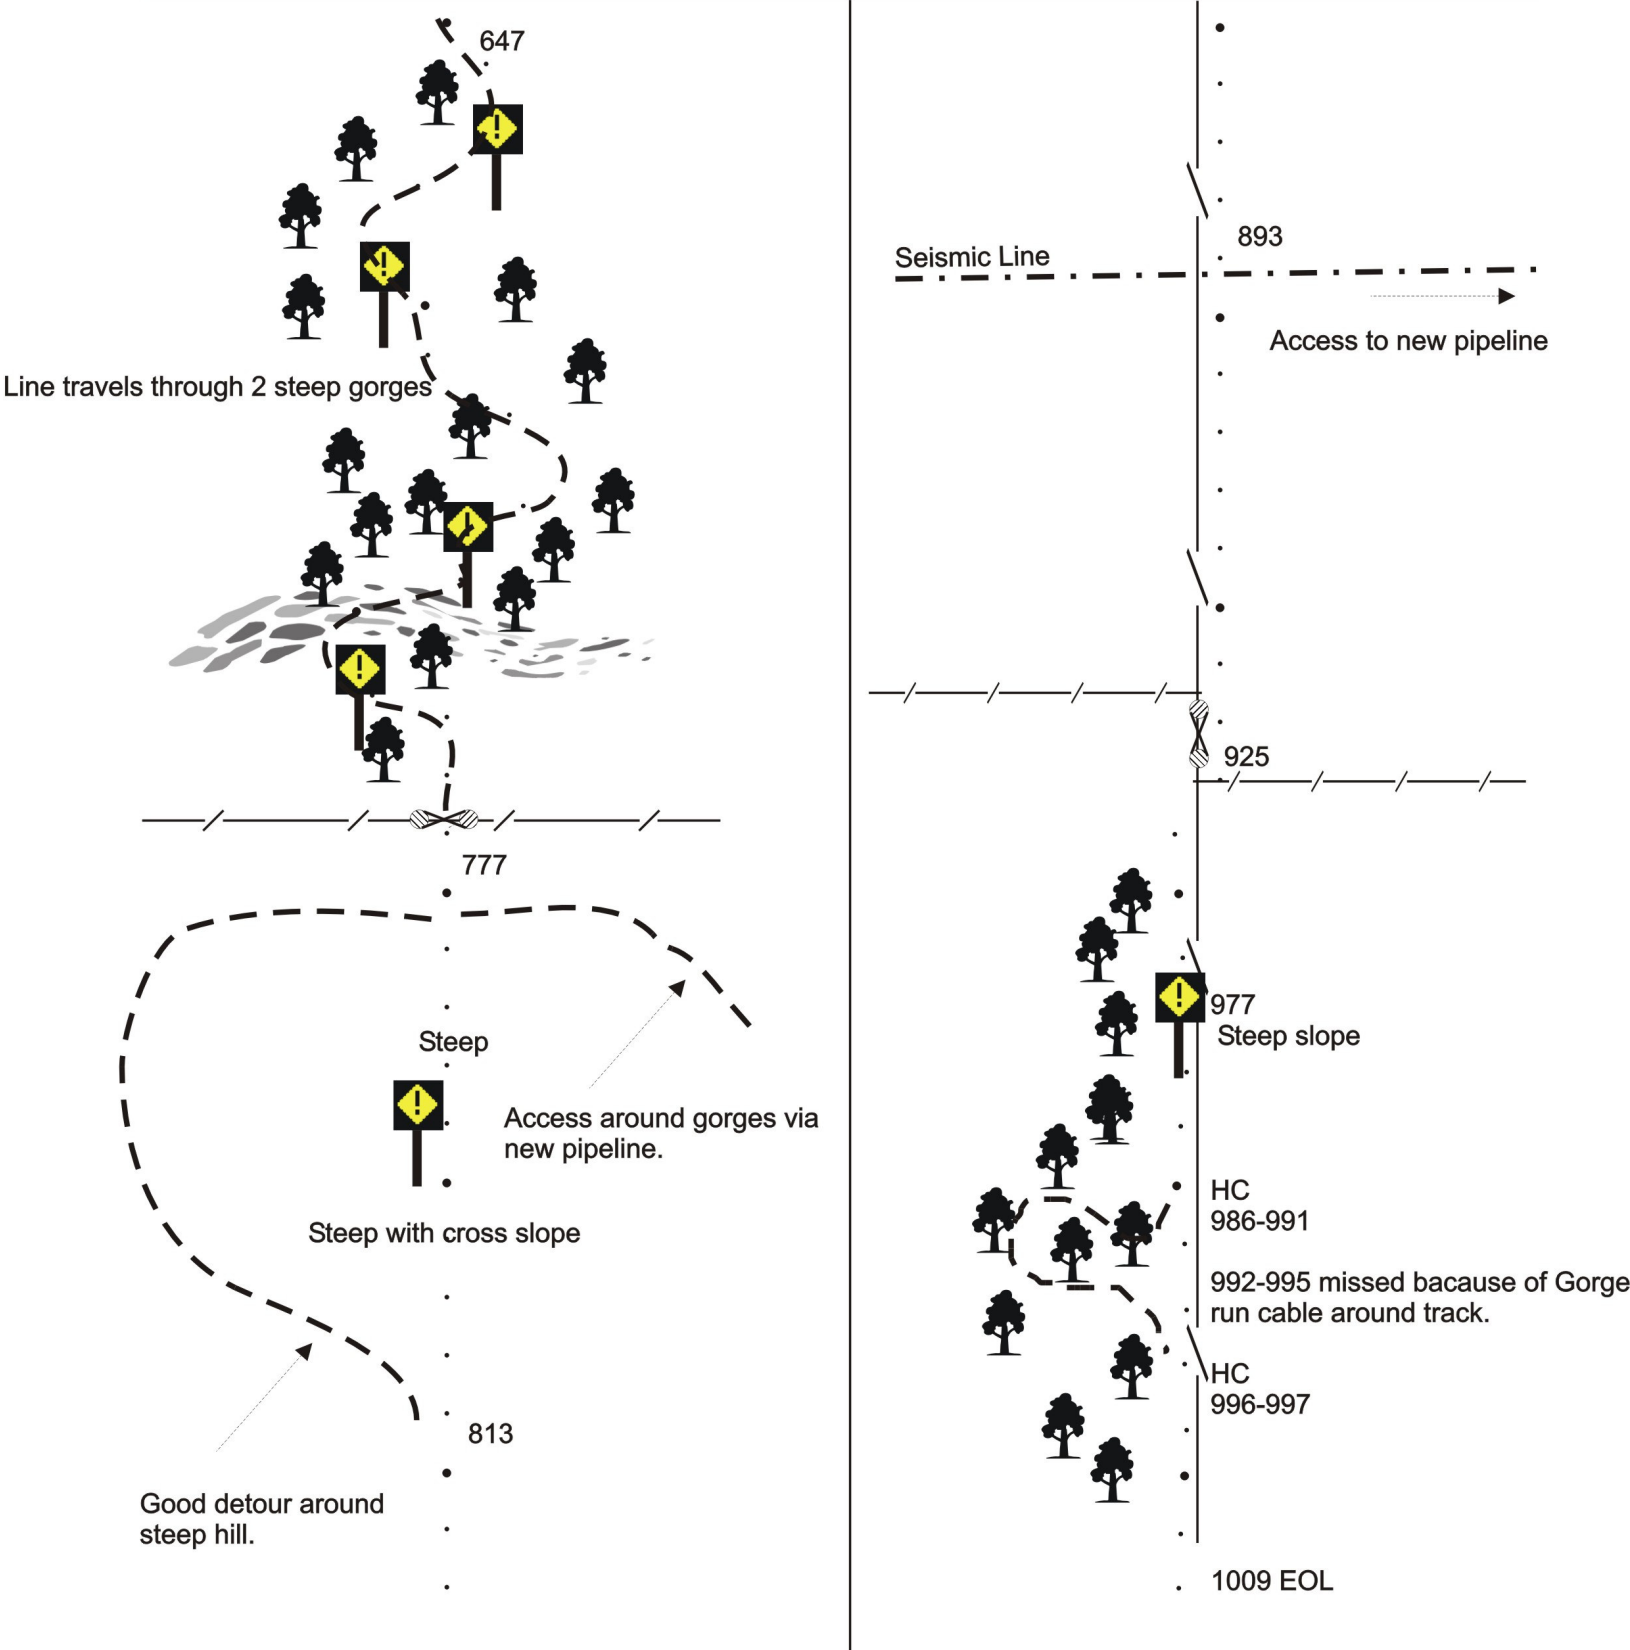 647
Line travels through 2 steep gorges
777
Steep
Access around gorges via
new pipeline.
Steep with cross slope
813
Good detour around
steep hill.
893
Seismic Line
Access to new pipeline
925
977
Steep slope
HC
986-991
992-995 missed bacause of Gorge
run cable around track.
HC
996-997
1009 EOL